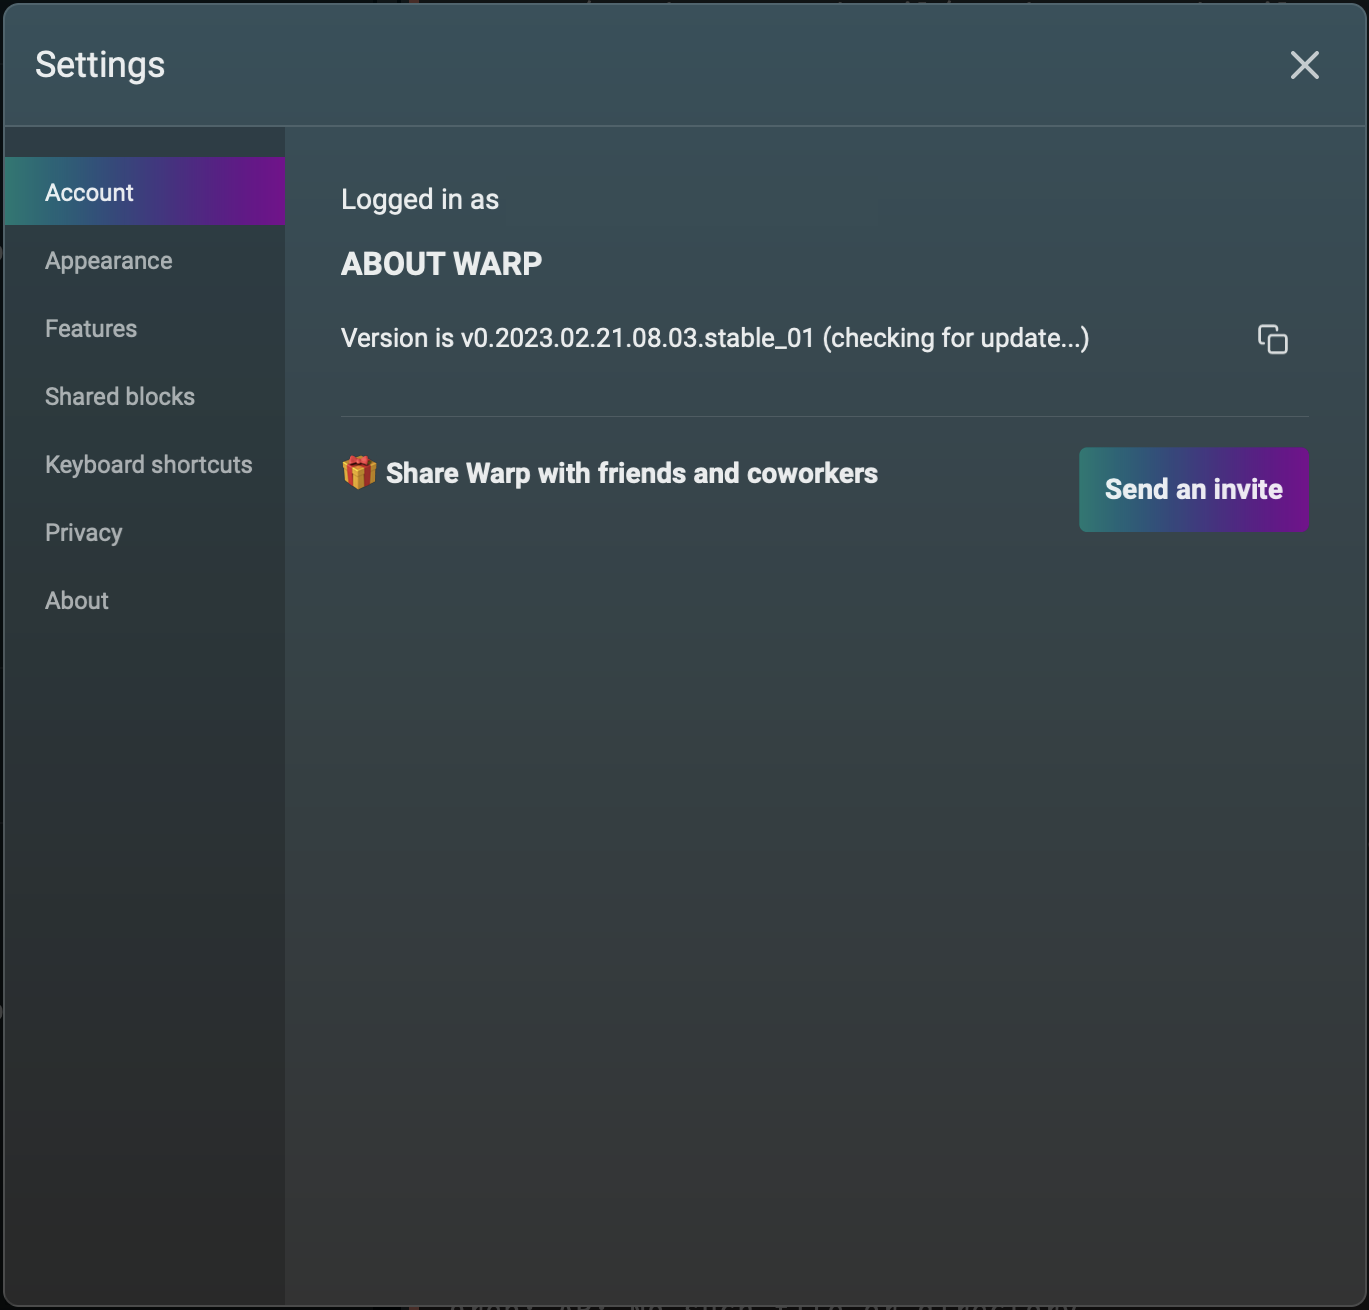 Settings
Account
Appearance
Features
Shared blocks
Keyboard shortcuts
Privacy
About
Logged in as
ABOUT WARP
Version is v0.2023.02.21.08.03.stable_01 (checking for update...)
🎁 Share Warp with friends and coworkers
Send an invite